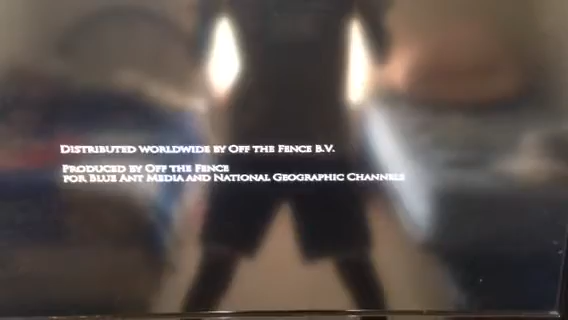 Distributed worldwide by Off the Fence B.V.
Produced by Off the Fence
for Blue Ant Media and National Geographic Channels